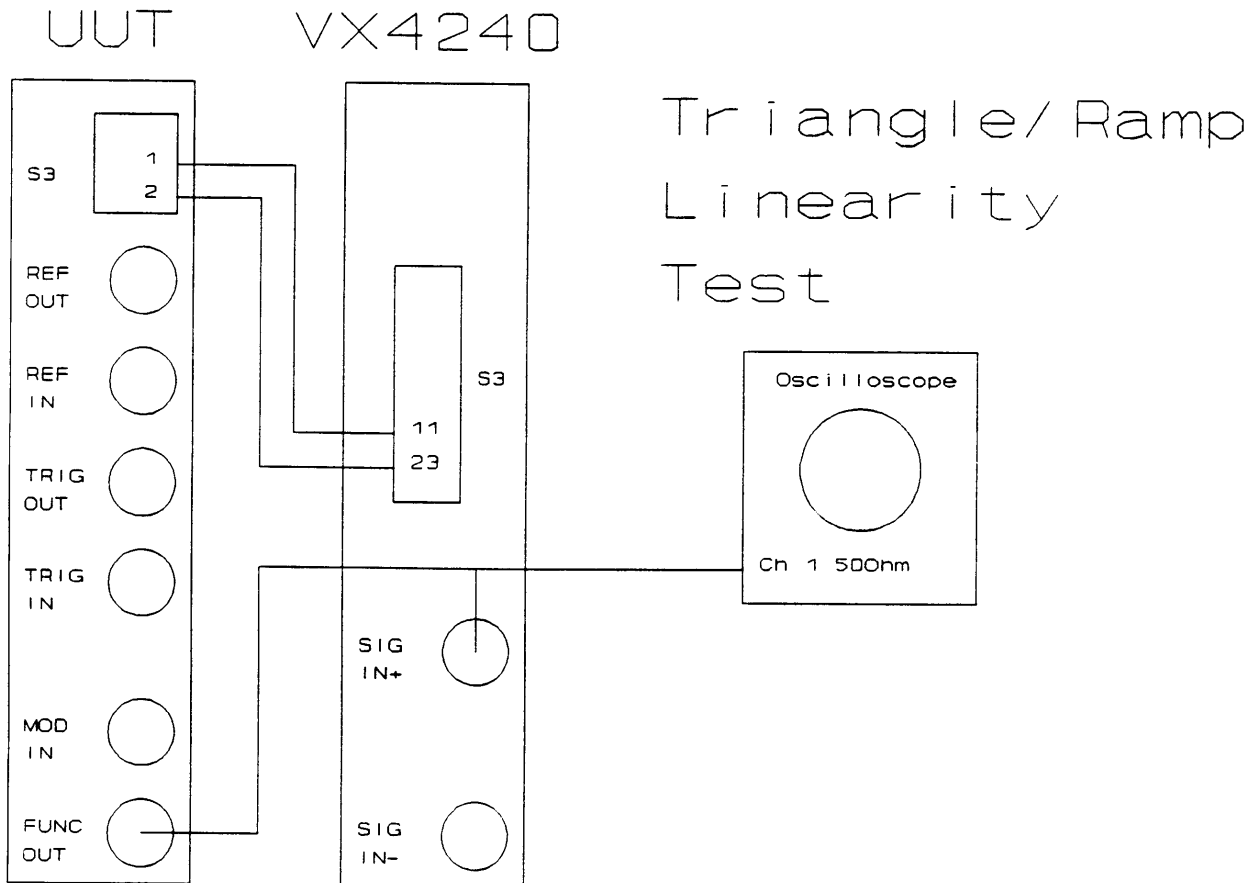 UUT
VX4240
Triangle/Ramp
Linearity
Test
S3
1
2
REF
OUT
REF
IN
TRIG
OUT
TRIG
IN
MOD
IN
FUNC
OUT
S3
11
23
SIG
IN+
SIG
IN-
Oscilloscope
Ch 1 50Ohm